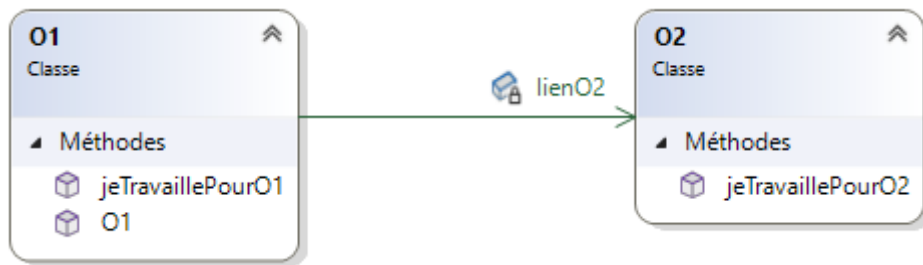 O1
Classe
Méthodes
jeTravaillePourO1
O1
lienO2
O2
Classe
Méthodes
jeTravaillePourO2